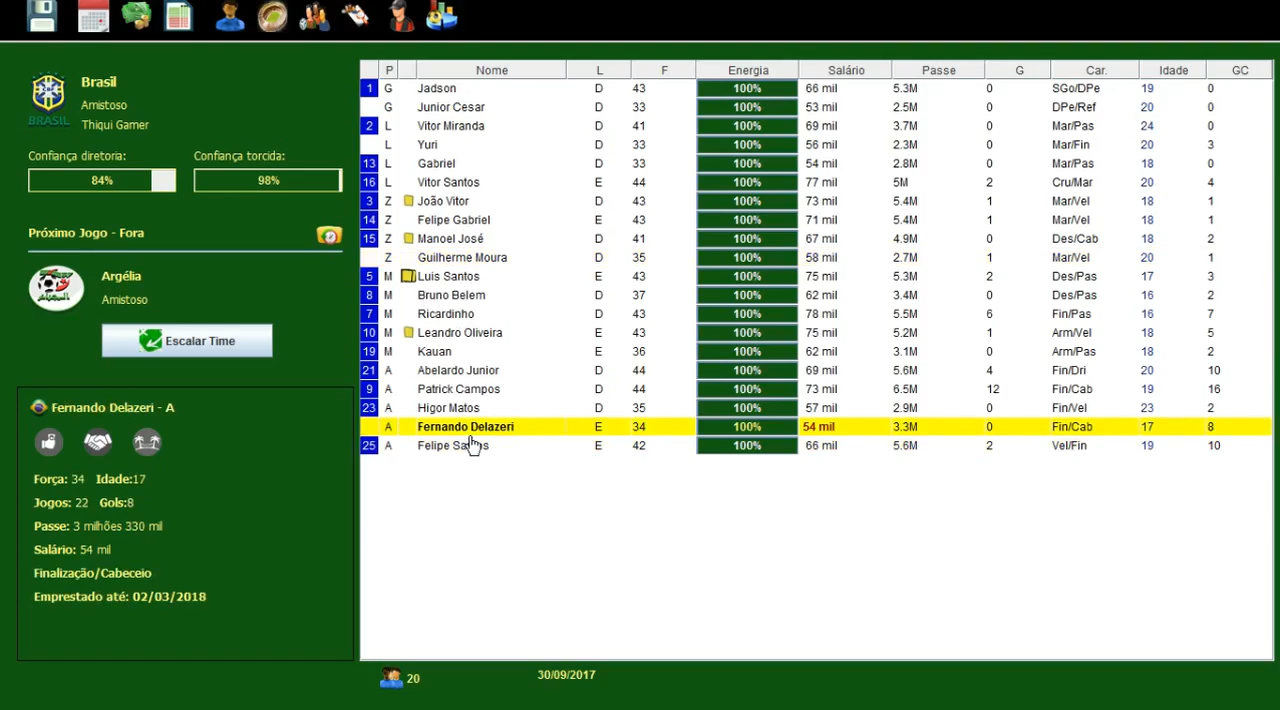 Brasil
Amistoso
Thiqui Gamer
BRASIL
Confiança diretoria: Confiança torcida:
84% 98%
Próximo Jogo - Fora
Argélia
Amistoso
Escalar Time
Fernando Delazeri - A
Força: 34 Idade:17
Jogos: 22 Gols:8
Passe: 3 milhões 330 mil
Salário: 54 mil
Finalização/Cabeceio
Emprestado até: 02/03/2018
P Nome L F Energia Salário Passe G Car. Idade GC
1 G Jadson D 43 100% 66 mil 5.3M 0 SGo/DPe 19 0
G Junior Cesar D 33 100% 53 mil 2.5M 0 DPe/Ref 20 0
2 L Vitor Miranda D 41 100% 69 mil 3.7M 0 Mar/Pas 24 0
L Yuri D 33 100% 56 mil 2.3M 0 Mar/Fin 20 3
13 L Gabriel D 33 100% 54 mil 2.8M 0 Mar/Pas 18 0
16 L Vitor Santos E 44 100% 77 mil 5M 2 Cru/Mar 20 4
3 Z João Vitor D 43 100% 73 mil 5.4M 1 Mar/Vel 18 1
14 Z Felipe Gabriel E 43 100% 71 mil 5.4M 0 Mar/Vel 18 1
15 Z Manoel José D 41 100% 67 mil 4.9M 0 Des/Cab 18 2
Z Guilherme Moura D 35 100% 58 mil 2.7M 1 Mar/Vel 20 1
5 M Luis Santos E 43 100% 75 mil 5.3M 2 Des/Pas 17 3
8 M Bruno Belem D 37 100% 62 mil 3.4M 0 Des/Pas 16 2
7 M Ricardinho D 43 100% 78 mil 5.5M 6 Fin/Pas 16 7
10 M Leandro Oliveira E 43 100% 75 mil 5.2M 1 Arm/Vel 18 5
19 M Kauan E 36 100% 62 mil 3.1M 0 Arm/Pas 18 2
21 A Abelardo Junior D 44 100% 69 mil 5.6M 4 Fin/Dri 20 10
9 A Patrick Campos D 44 100% 73 mil 6.5M 12 Fin/Cab 19 16
23 A Higor Matos D 35 100% 57 mil 2.9M 0 Fin/Vel 23 2
A Fernando Delazeri E 34 100% 54 mil 3.3M 0 Fin/Cab 17 8
25 A Felipe Santos E 42 100% 66 mil 5.6M 2 Vel/Fin 19 10
20 30/09/2017